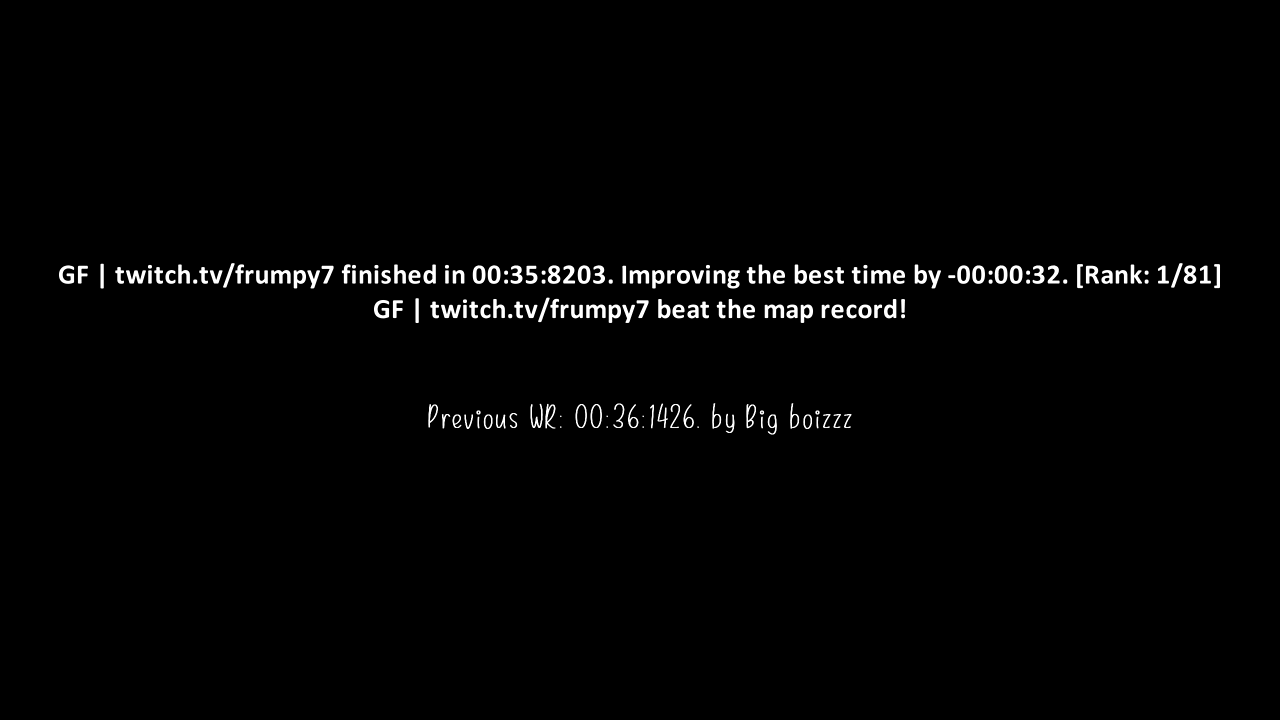 GF | twitch.tv/frumpy7 finished in 00:35:8203. Improving the best time by -00:00:32. [Rank: 1/81]
GF | twitch.tv/frumpy7 beat the map record!
Previous WR: 00:36:1426. by Big boizzz